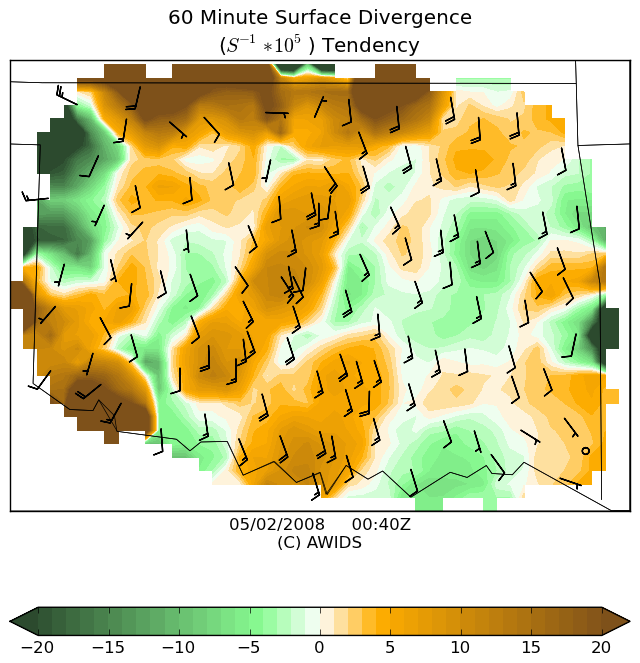 60 Minute Surface Divergence
(S⁻¹ *10⁵ ) Tendency
05/02/2008 00:40Z
(C) AWIDS
−20 −15 −10 −5 0 5 10 15 20